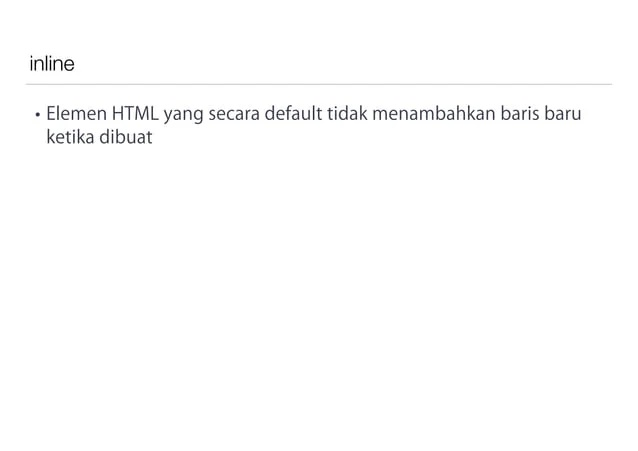 inline
• Elemen HTML yang secara default tidak menambahkan baris baru
ketika dibuat